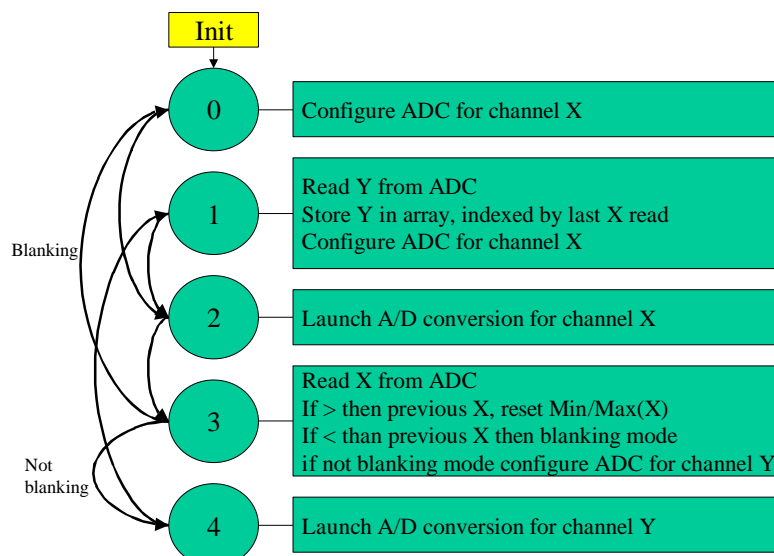 Init
0
Configure ADC for channel X
1
Read Y from ADC
Store Y in array, indexed by last X read
Configure ADC for channel X
Blanking
2
Launch A/D conversion for channel X
3
Read X from ADC
If > then previous X, reset Min/Max(X)
If < than previous X then blanking mode
if not blanking mode configure ADC for channel Y
Not
blanking
4
Launch A/D conversion for channel Y